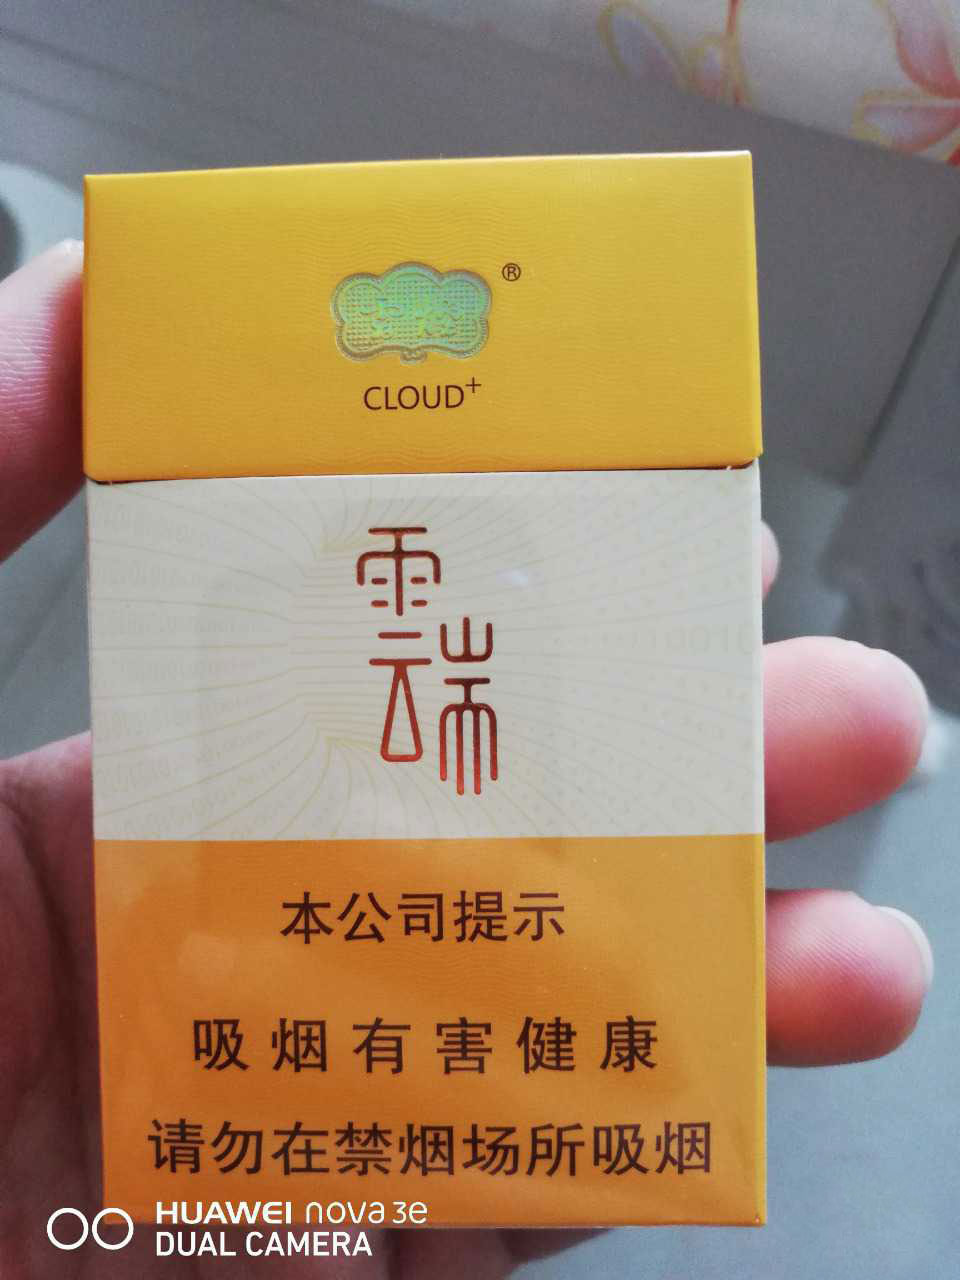 ®
CLOUD+
雲端
本公司提示
吸烟有害健康
请勿在禁烟场所吸烟
HUAWEI nova 3e
DUAL CAMERA